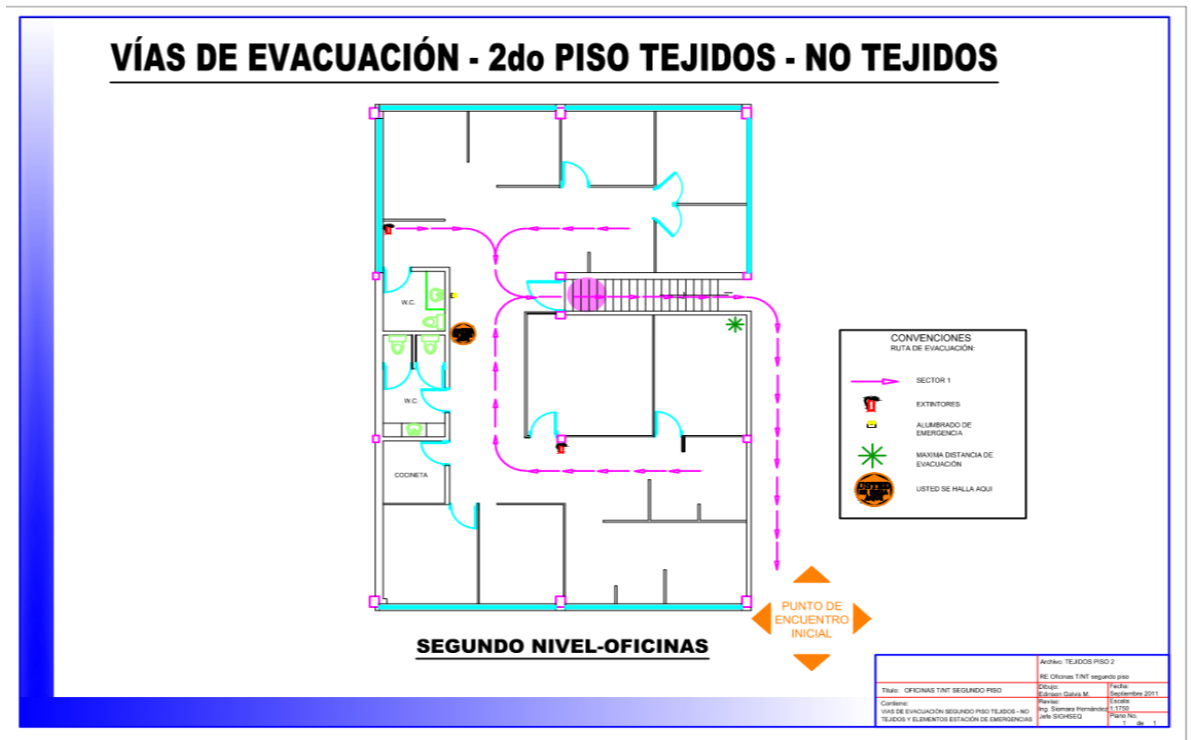 VÍAS DE EVACUACIÓN - 2do PISO TEJIDOS - NO TEJIDOS
W.C.
W.C.
COCINETA
CONVENCIONES
RUTA DE EVACUACIÓN:
SECTOR 1
EXTINTORES
ALUMBRADO DE
EMERGENCIA
MAXIMA DISTANCIA DE
EVACUACIÓN
USTED SE HALLA AQUI
PUNTO DE
ENCUENTRO
INICIAL
SEGUNDO NIVEL-OFICINAS
Archivo: TEJIDOS PISO 2
RE Oficinas T/NT segundo piso
Titulo: OFICINAS T/NT SEGUNDO PISO
Dibujo:
Edinson Galvis M.
Fecha:
Septiembre 2011
Contiene:
VIAS DE EVACUACIÓN SEGUNDO PISO TEJIDOS - NO
TEJIDOS Y ELEMENTOS ESTACIÓN DE EMERGENCIAS
Reviso:
Ing. Siomara Hernández
Jefe SIGHSEQ
Escala:
1:1750
Plano No.
1 de 1